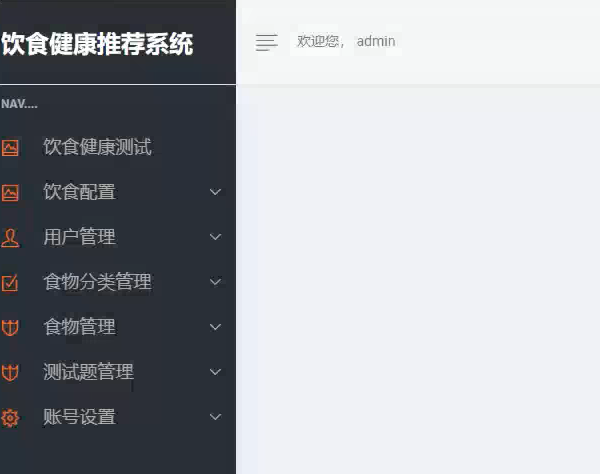 饮食健康推荐系统
欢迎您， admin
NAV....
饮食健康测试
饮食配置
用户管理
食物分类管理
食物管理
测试题管理
账号设置